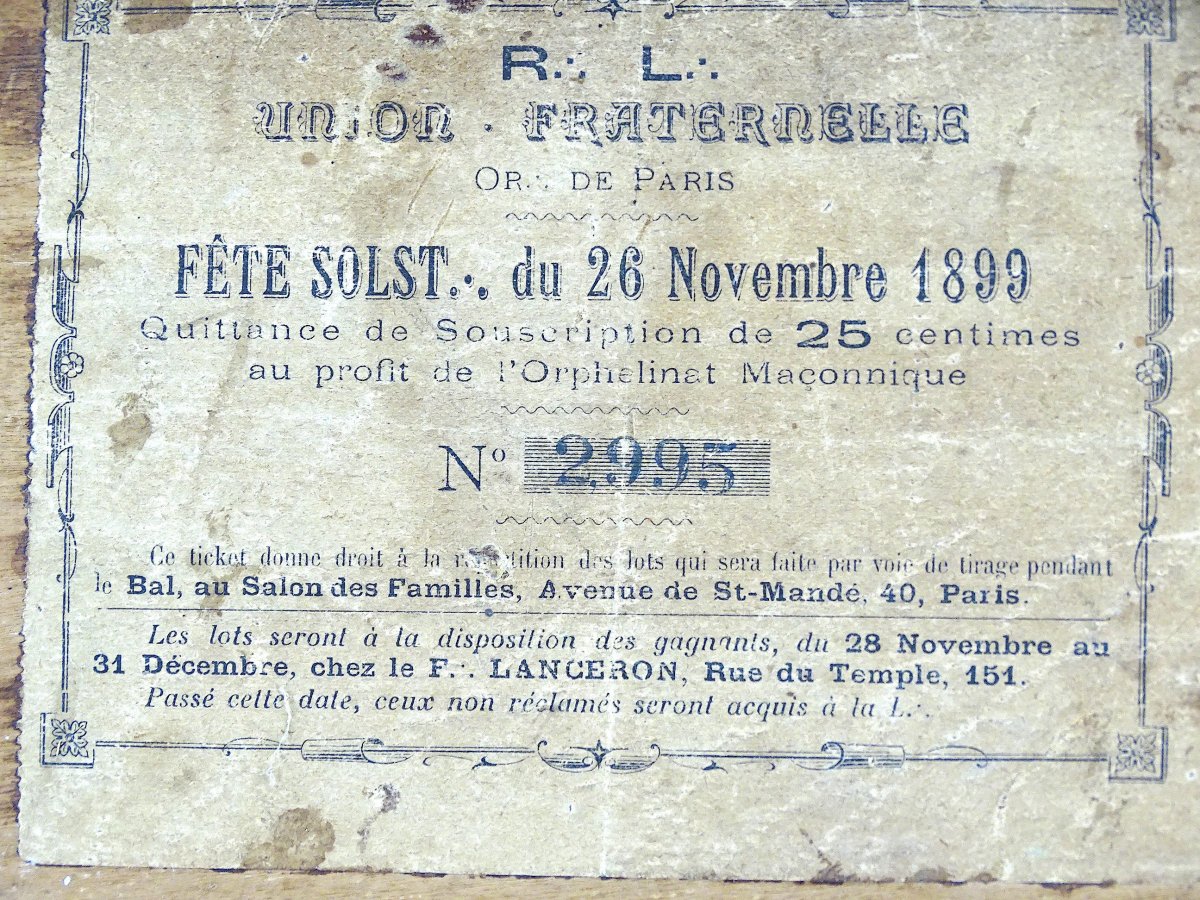 R∴ L∴
UNION · FRATERNELLE
OR∴ DE PARIS
FÊTE SOLST∴ du 26 Novembre 1899
Quittance de Souscription de 25 centimes
au profit de l'Orphelinat Maçonnique
Nº 2995
Ce ticket donne droit à la des lots qui sera faite par voie de tirage pendant
le Bal, au Salon des Familles, Avenue de St-Mandé, 40, Paris.
Les lots seront à la disposition des gagnants, du 28 Novembre au
31 Décembre, chez le F∴ LANCERON, Rue du Temple, 151.
Passé cette date, ceux non réclamés seront acquis à la L∴